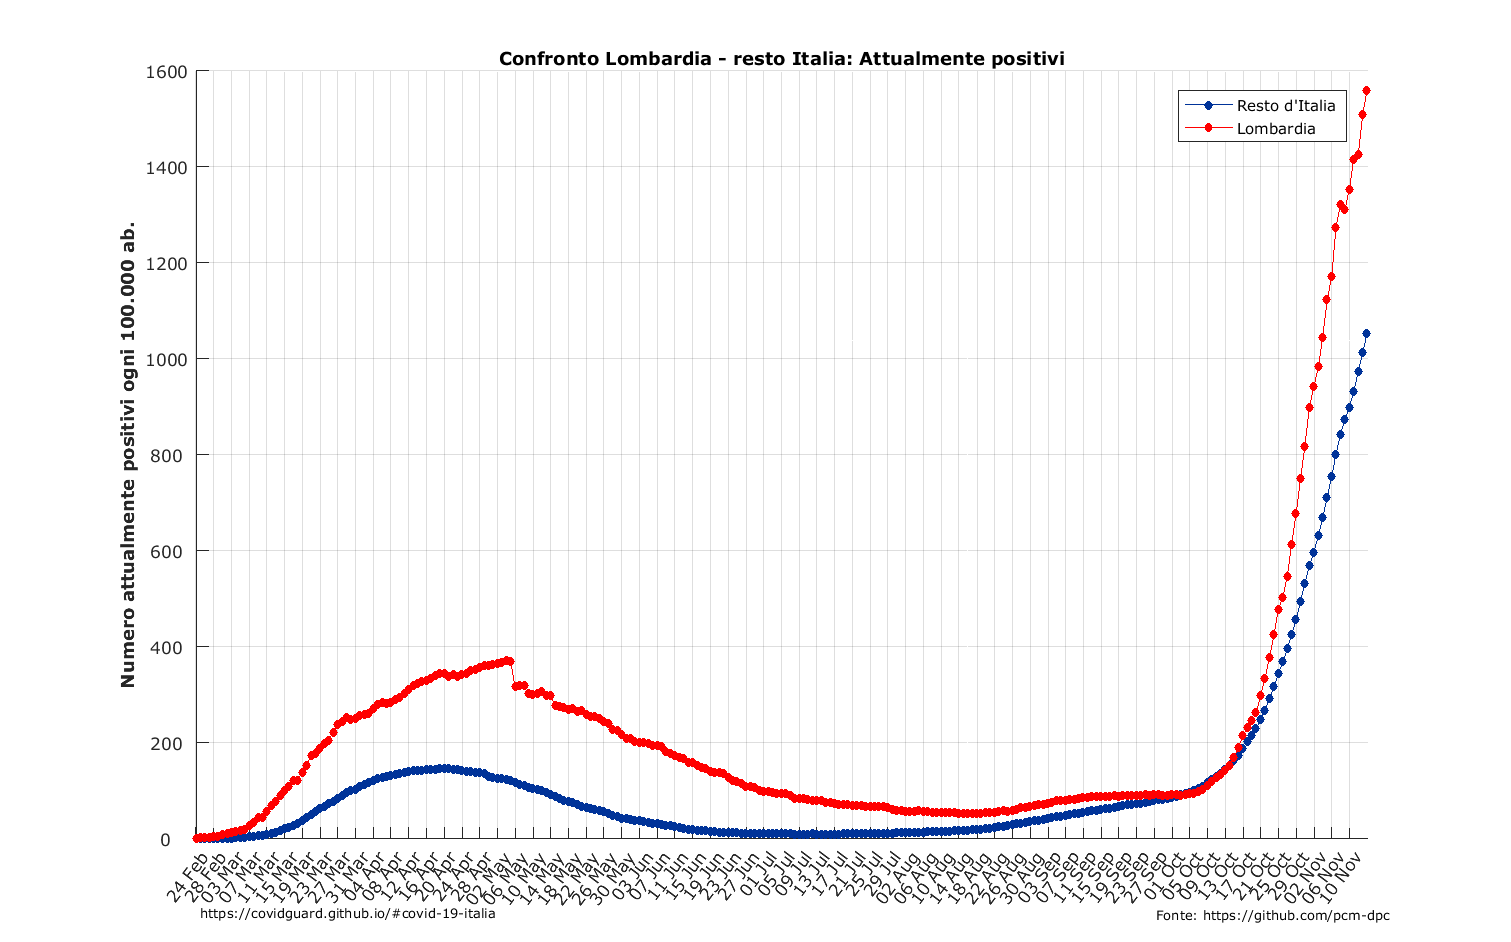 Confronto Lombardia - resto Italia: Attualmente positivi
Numero attualmente positivi ogni 100.000 ab.
1600
1400
1200
1000
800
600
400
200
0
Resto d'Italia
Lombardia
24 Feb
28 Feb
03 Mar
07 Mar
11 Mar
15 Mar
19 Mar
23 Mar
27 Mar
31 Mar
04 Apr
08 Apr
12 Apr
16 Apr
20 Apr
24 Apr
28 Apr
02 May
06 May
10 May
14 May
18 May
22 May
26 May
30 May
03 Jun
07 Jun
11 Jun
15 Jun
19 Jun
23 Jun
27 Jun
01 Jul
05 Jul
09 Jul
13 Jul
17 Jul
21 Jul
25 Jul
29 Jul
02 Aug
06 Aug
10 Aug
14 Aug
18 Aug
22 Aug
26 Aug
30 Aug
03 Sep
07 Sep
11 Sep
15 Sep
19 Sep
23 Sep
27 Sep
01 Oct
05 Oct
09 Oct
13 Oct
17 Oct
21 Oct
25 Oct
29 Oct
02 Nov
06 Nov
10 Nov
https://covidguard.github.io/#covid-19-italia
Fonte: https://github.com/pcm-dpc